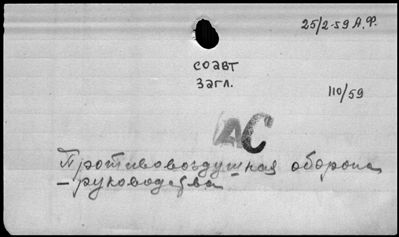 25/2-59 А.Ф.
соавт
загл.
110/59
АС
Противовоздушная оборона
– руководства